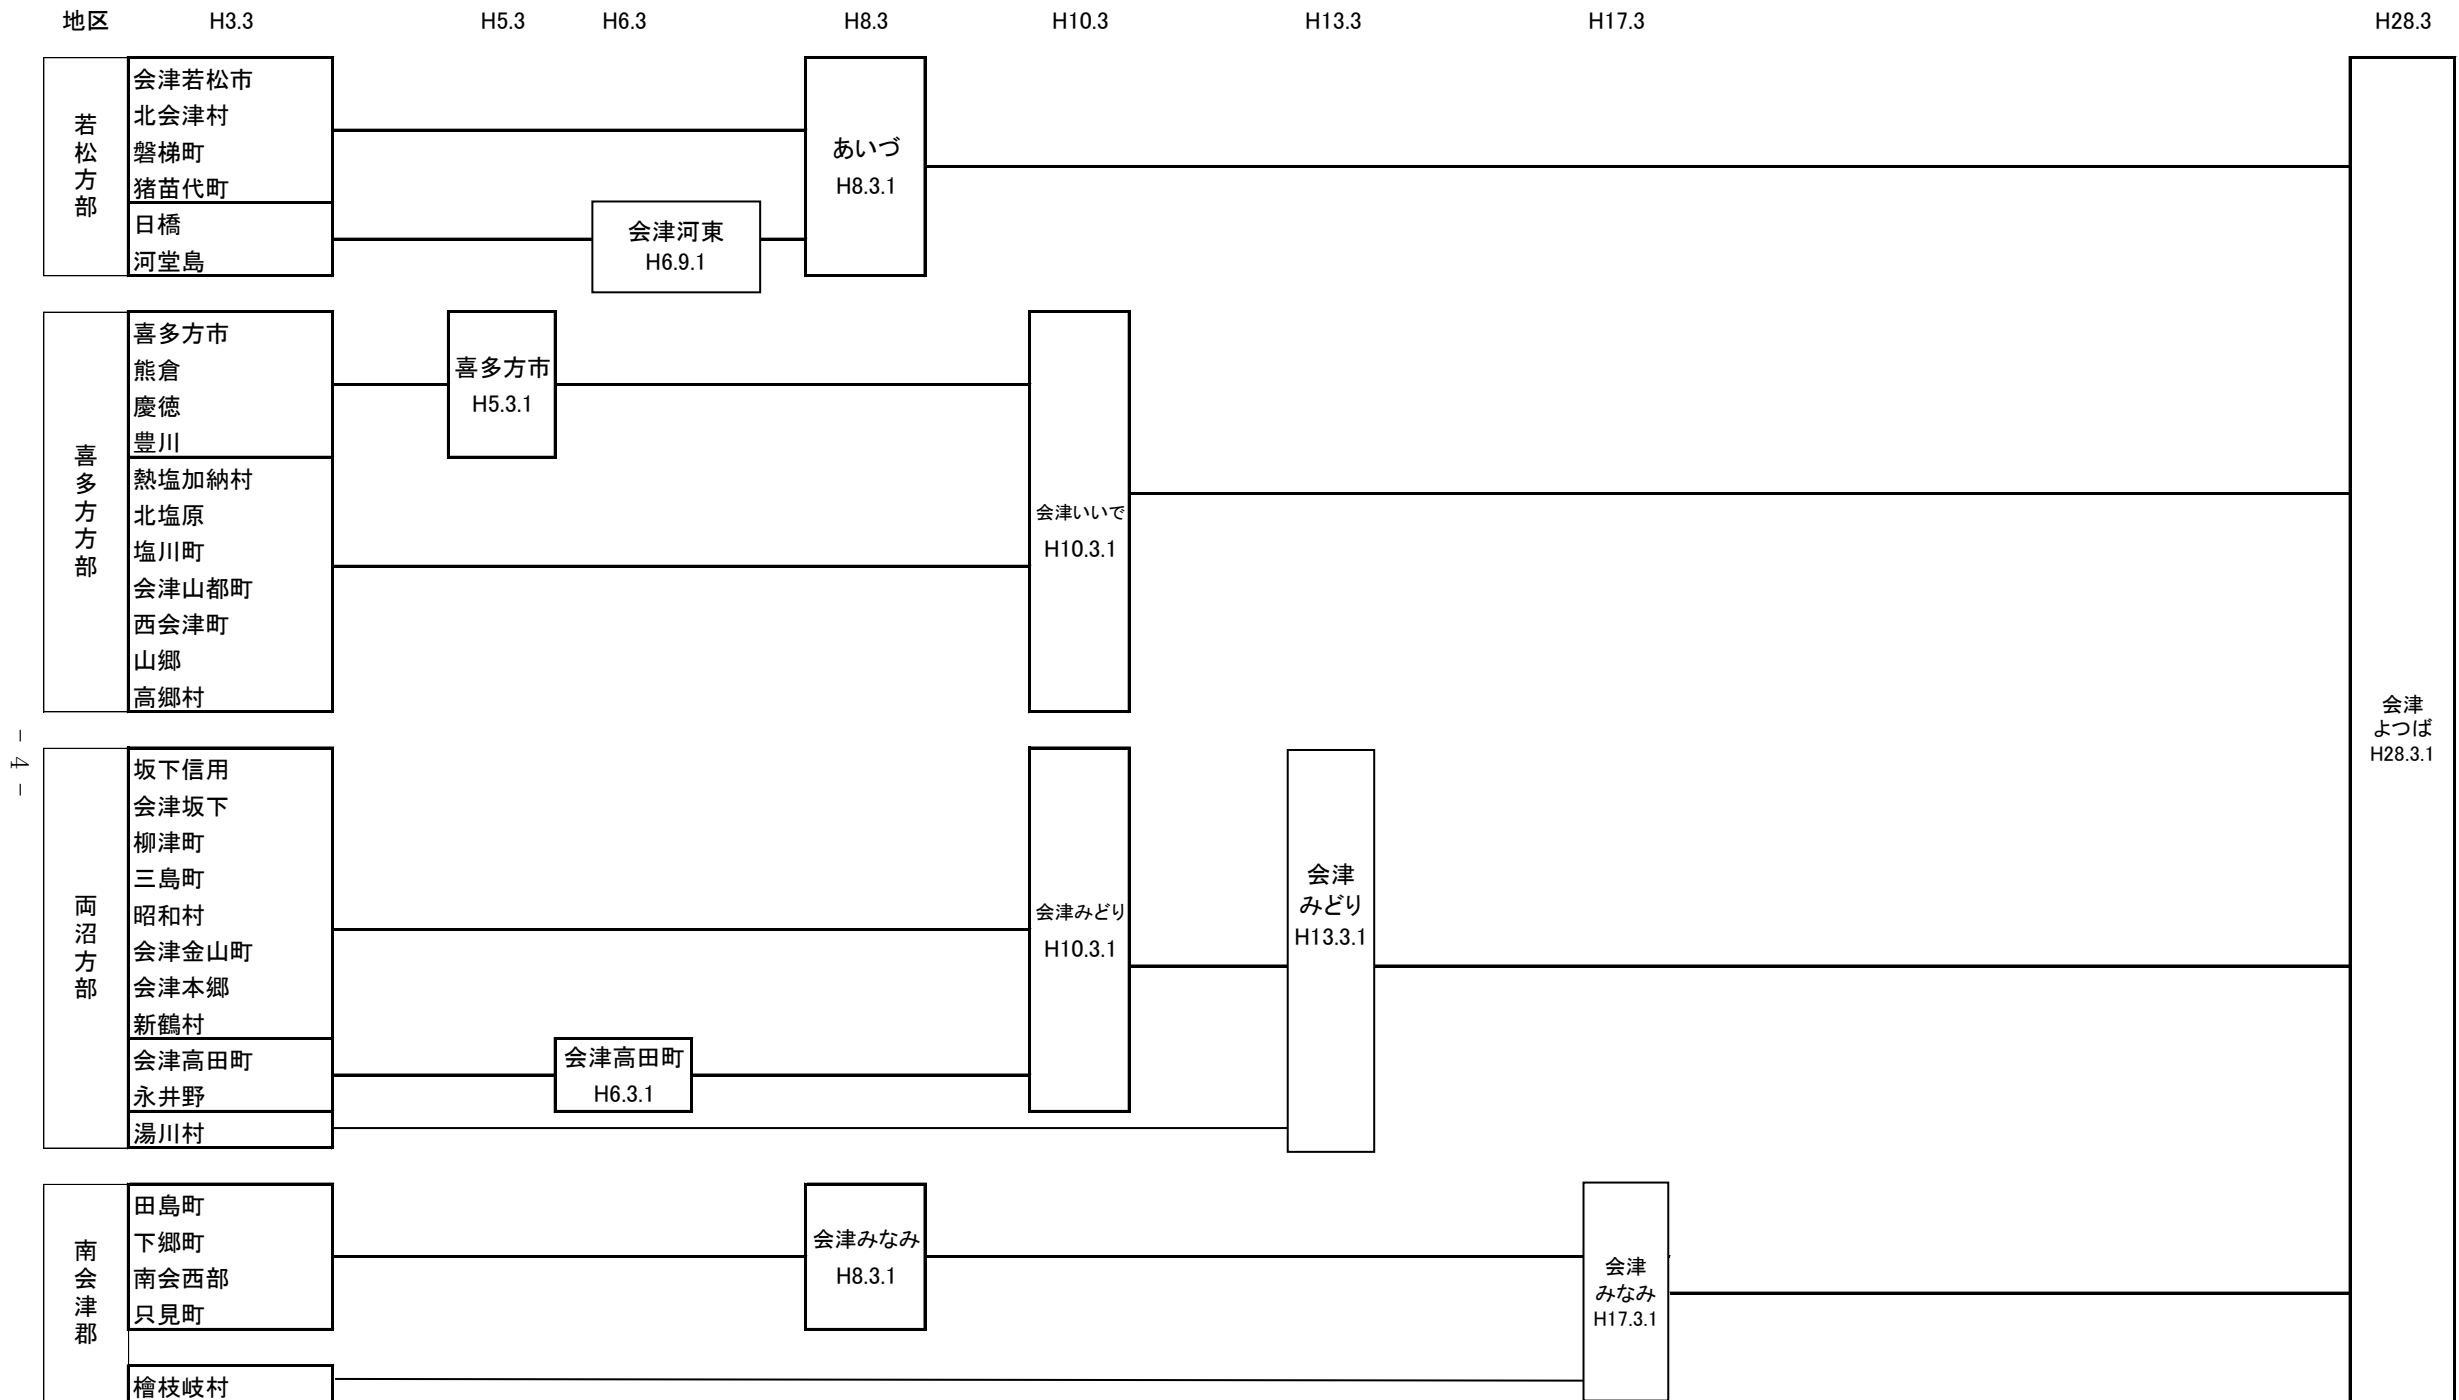 地区 H3.3 H5.3 H6.3 H8.3 H10.3 H13.3 H17.3 H28.3
若松方部
会津若松市
北会津村
磐梯町
猪苗代町
日橋
河堂島
会津河東
H6.9.1
あいづ
H8.3.1
喜多方方部
喜多方市
熊倉
慶徳
豊川
熱塩加納村
北塩原
塩川町
会津山都町
西会津町
山郷
高郷村
喜多方市
H5.3.1
会津いいで
H10.3.1
両沼方部
坂下信用
会津坂下
柳津町
三島町
昭和村
会津金山町
会津本郷
新鶴村
会津高田町
永井野
湯川村
会津高田町
H6.3.1
会津みどり
H10.3.1
会津
みどり
H13.3.1
南会津郡
田島町
下郷町
南会西部
只見町
檜枝岐村
会津みなみ
H8.3.1
会津
みなみ
H17.3.1
会津
よつば
H28.3.1
- 4 -